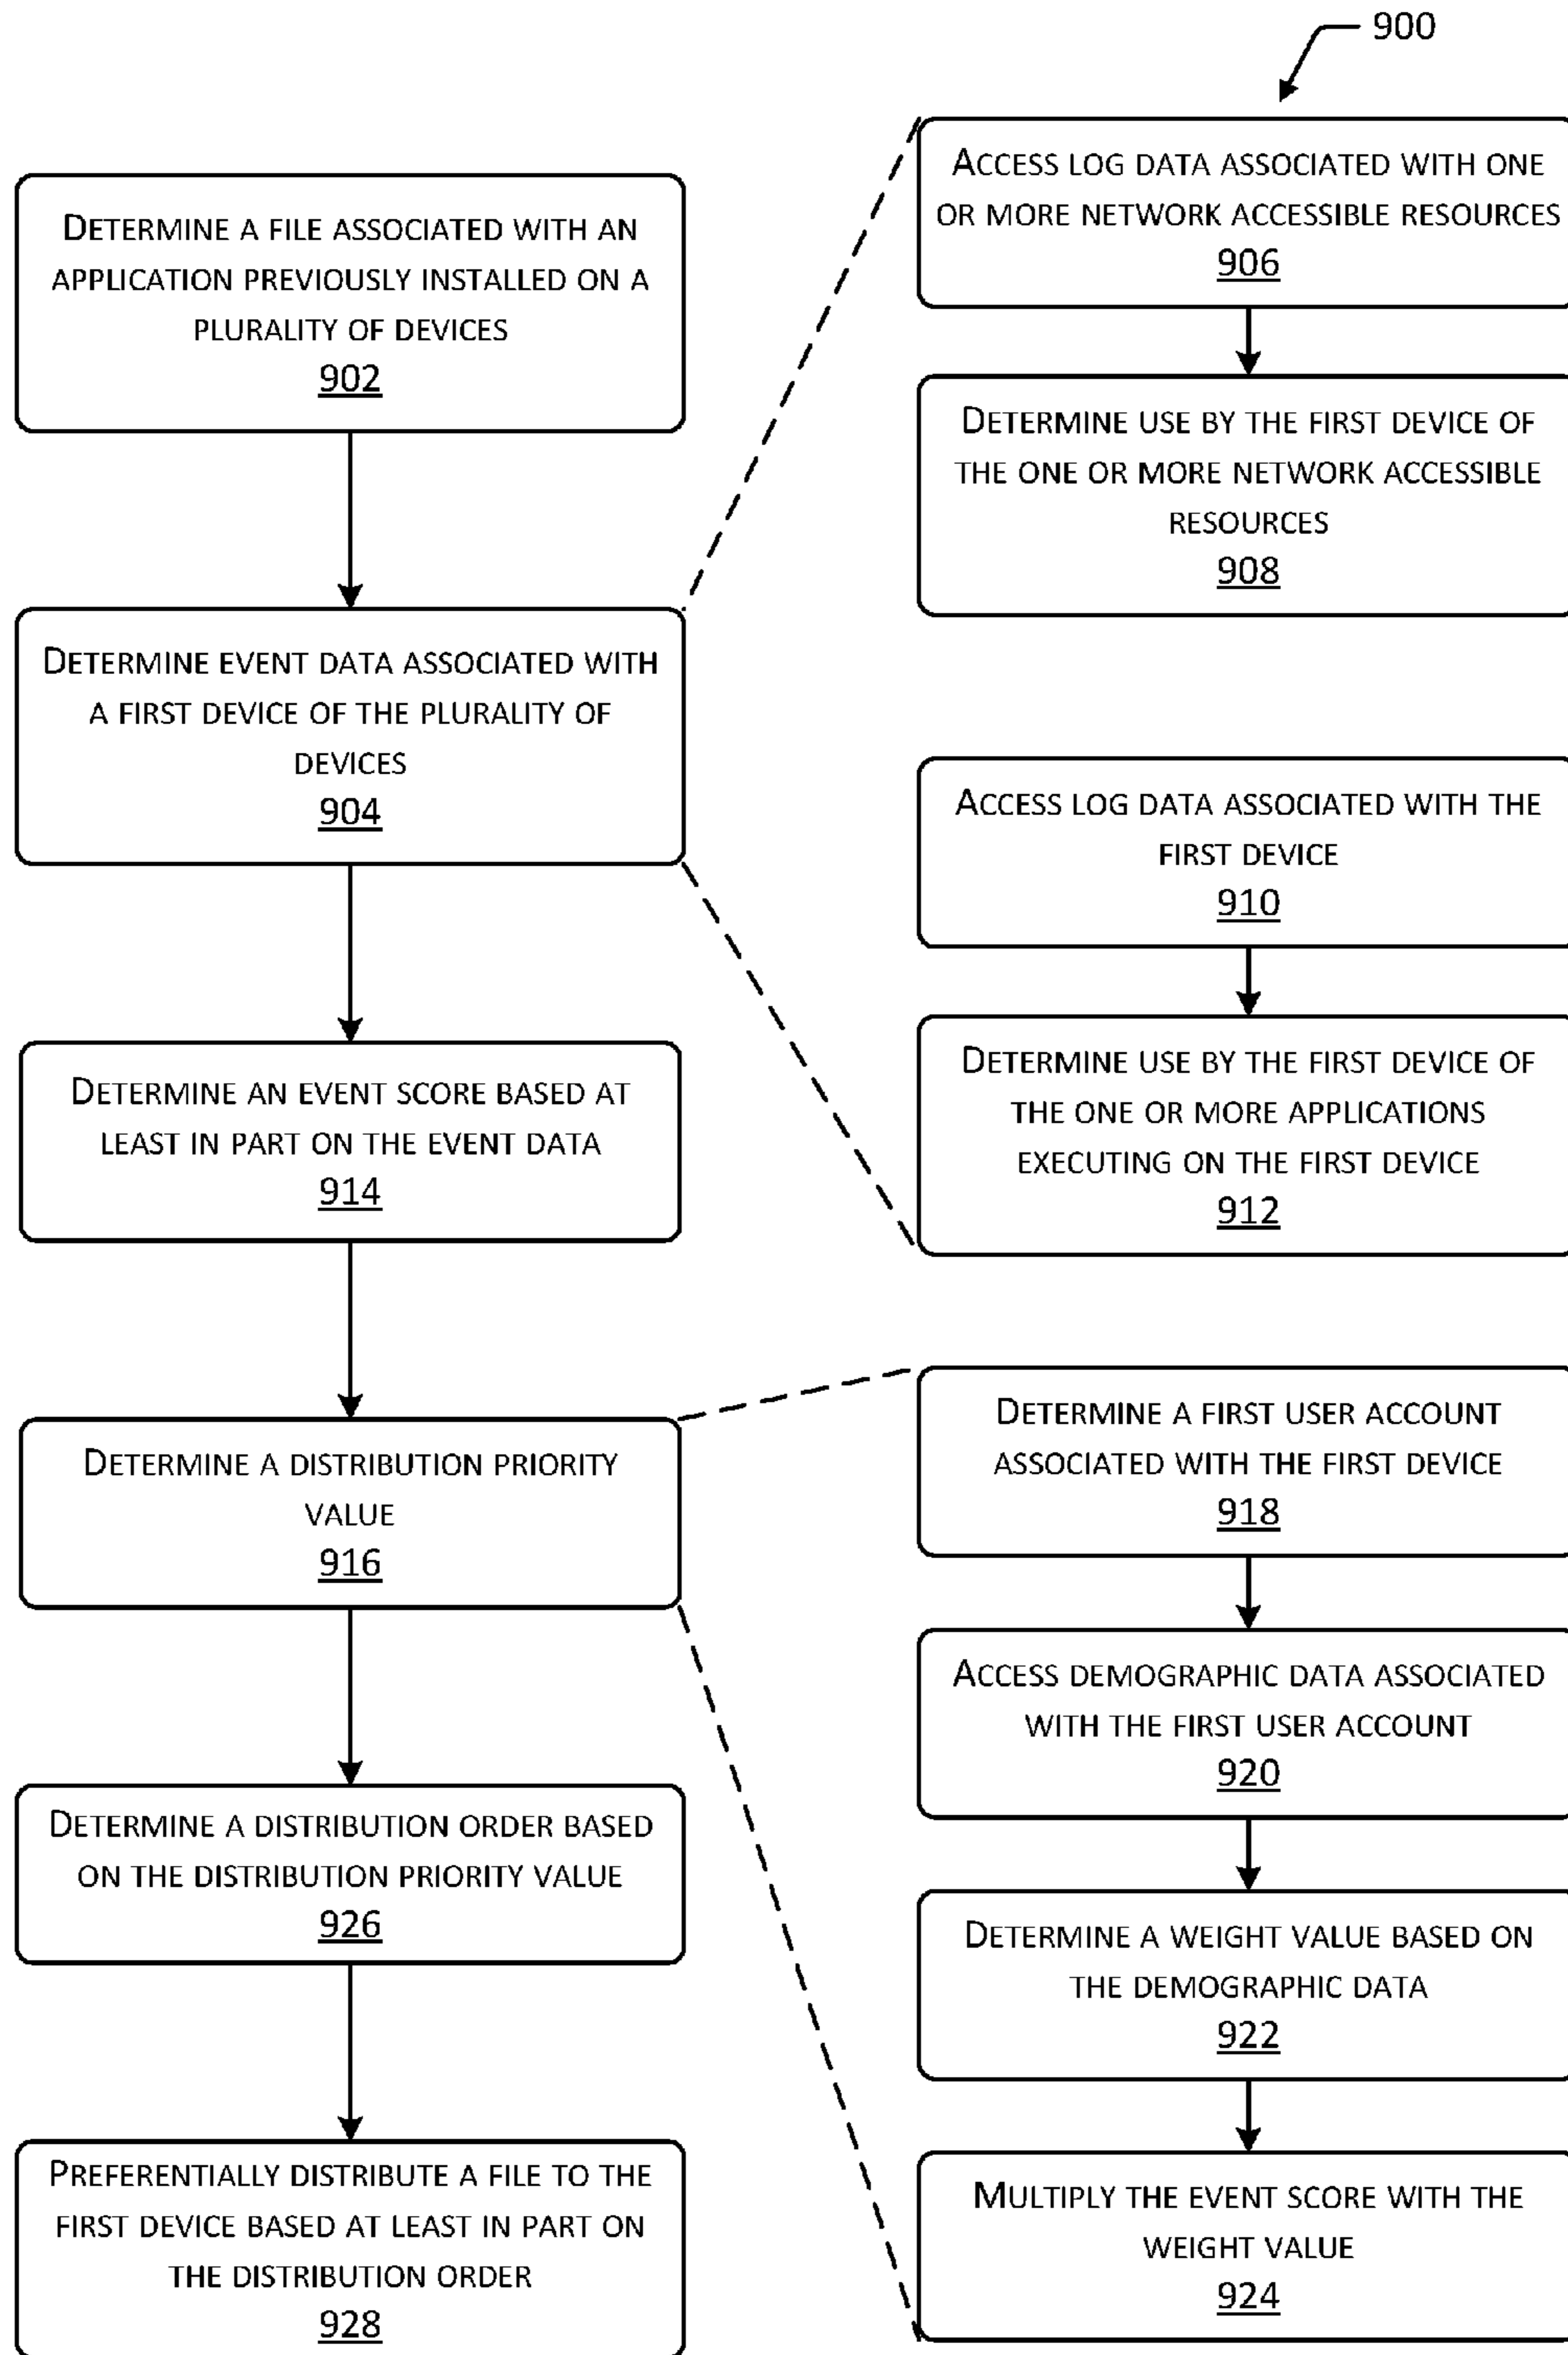 900
DETERMINE A FILE ASSOCIATED WITH AN
APPLICATION PREVIOUSLY INSTALLED ON A
PLURALITY OF DEVICES
902
DETERMINE EVENT DATA ASSOCIATED WITH
A FIRST DEVICE OF THE PLURALITY OF
DEVICES
904
ACCESS LOG DATA ASSOCIATED WITH ONE
OR MORE NETWORK ACCESSIBLE RESOURCES
906
DETERMINE USE BY THE FIRST DEVICE OF
THE ONE OR MORE NETWORK ACCESSIBLE
RESOURCES
908
ACCESS LOG DATA ASSOCIATED WITH THE
FIRST DEVICE
910
DETERMINE USE BY THE FIRST DEVICE OF
THE ONE OR MORE APPLICATIONS
EXECUTING ON THE FIRST DEVICE
912
DETERMINE AN EVENT SCORE BASED AT
LEAST IN PART ON THE EVENT DATA
914
DETERMINE A DISTRIBUTION PRIORITY
VALUE
916
DETERMINE A FIRST USER ACCOUNT
ASSOCIATED WITH THE FIRST DEVICE
918
ACCESS DEMOGRAPHIC DATA ASSOCIATED
WITH THE FIRST USER ACCOUNT
920
DETERMINE A WEIGHT VALUE BASED ON
THE DEMOGRAPHIC DATA
922
MULTIPLY THE EVENT SCORE WITH THE
WEIGHT VALUE
924
DETERMINE A DISTRIBUTION ORDER BASED
ON THE DISTRIBUTION PRIORITY VALUE
926
PREFERENTIALLY DISTRIBUTE A FILE TO THE
FIRST DEVICE BASED AT LEAST IN PART ON
THE DISTRIBUTION ORDER
928